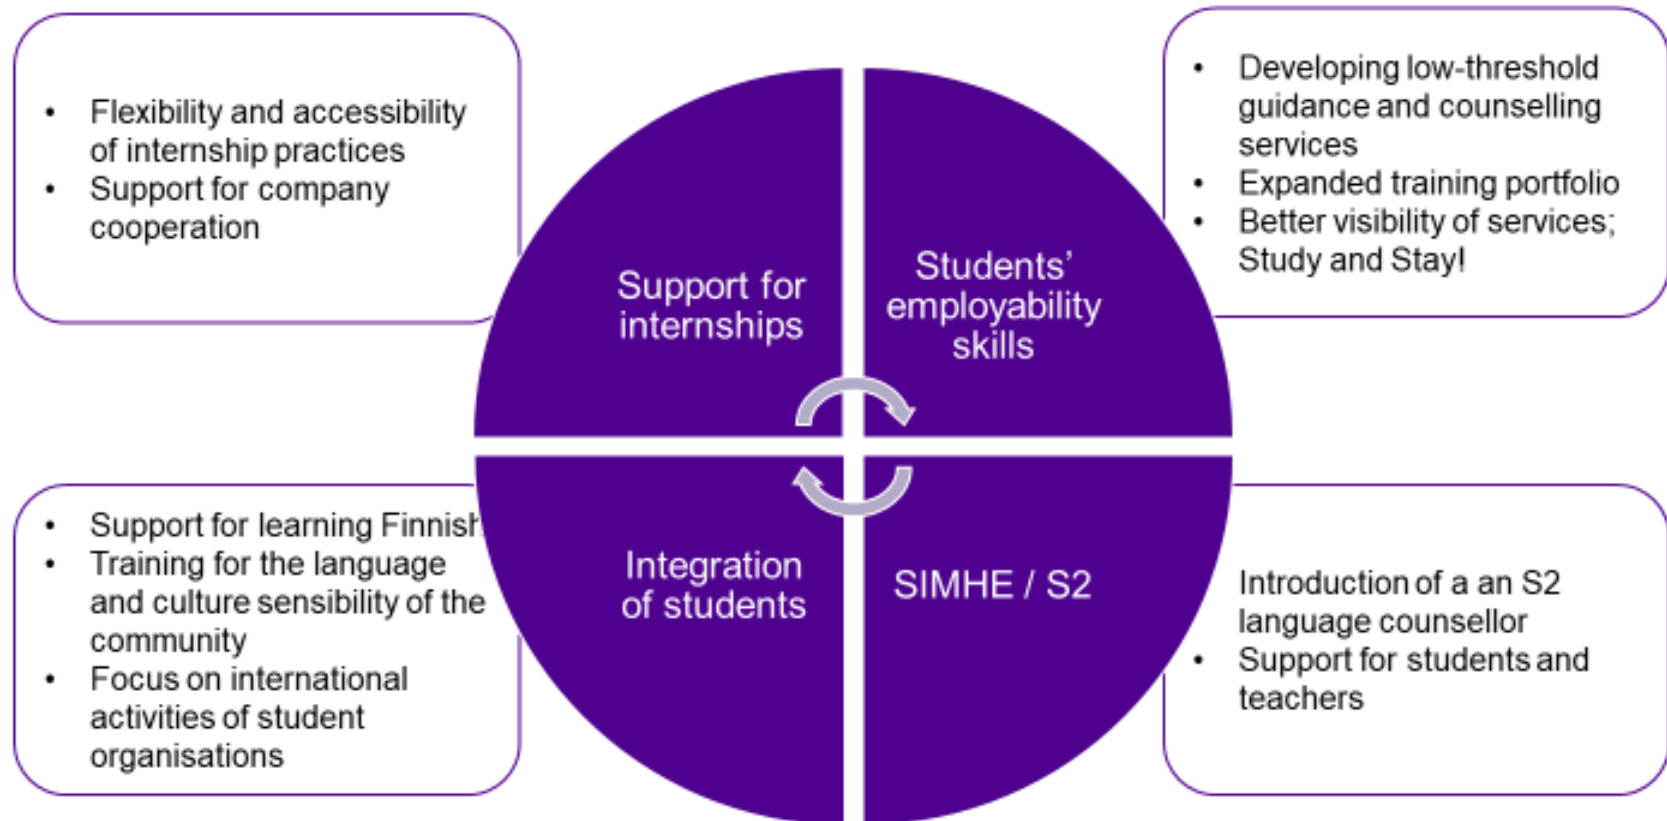 • Flexibility and accessibility
of internship practices
• Support for company
cooperation
• Developing low-threshold
guidance and counselling
services
• Expanded training portfolio
• Better visibility of services;
Study and Stay!
Support for
internships
Students’
employability
skills
Integration
of students
SIMHE / S2
• Support for learning Finnish
• Training for the language
and culture sensibility of the
community
• Focus on international
activities of student
organisations
Introduction of a an S2
language counsellor
• Support for students and
teachers